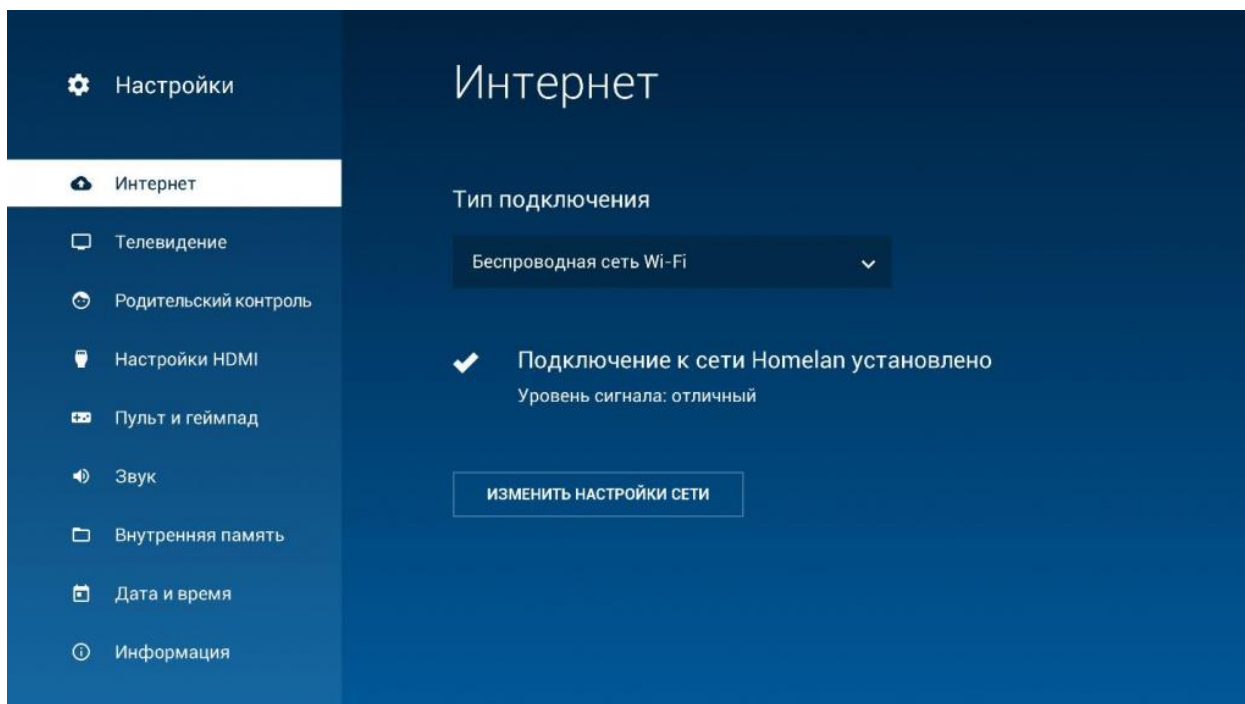 Настройки
Интернет
Телевидение
Родительский контроль
Настройки HDMI
Пульт и геймпад
Звук
Внутренняя память
Дата и время
Информация
Интернет
Тип подключения
Беспроводная сеть Wi-Fi
Подключение к сети Homelan установлено
Уровень сигнала: отличный
ИЗМЕНИТЬ НАСТРОЙКИ СЕТИ